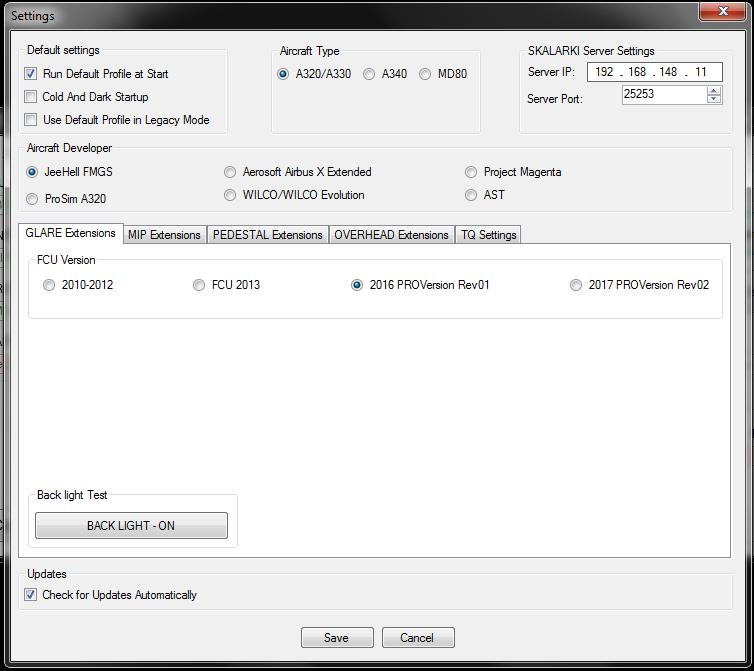 Settings
Default settings
Run Default Profile at Start
Cold And Dark Startup
Use Default Profile in Legacy Mode
Aircraft Type
A320/A330 A340 MD80
SKALARKI Server Settings
Server IP: 192 . 168 . 148 . 11
Server Port: 25253
Aircraft Developer
JeeHell FMGS Aerosoft Airbus X Extended Project Magenta
ProSim A320 WILCO/WILCO Evolution AST
GLARE Extensions MIP Extensions PEDESTAL Extensions OVERHEAD Extensions TQ Settings
FCU Version
2010-2012 FCU 2013 2016 PROVersion Rev01 2017 PROVersion Rev02
Back light Test
BACK LIGHT - ON
Updates
Check for Updates Automatically
Save Cancel